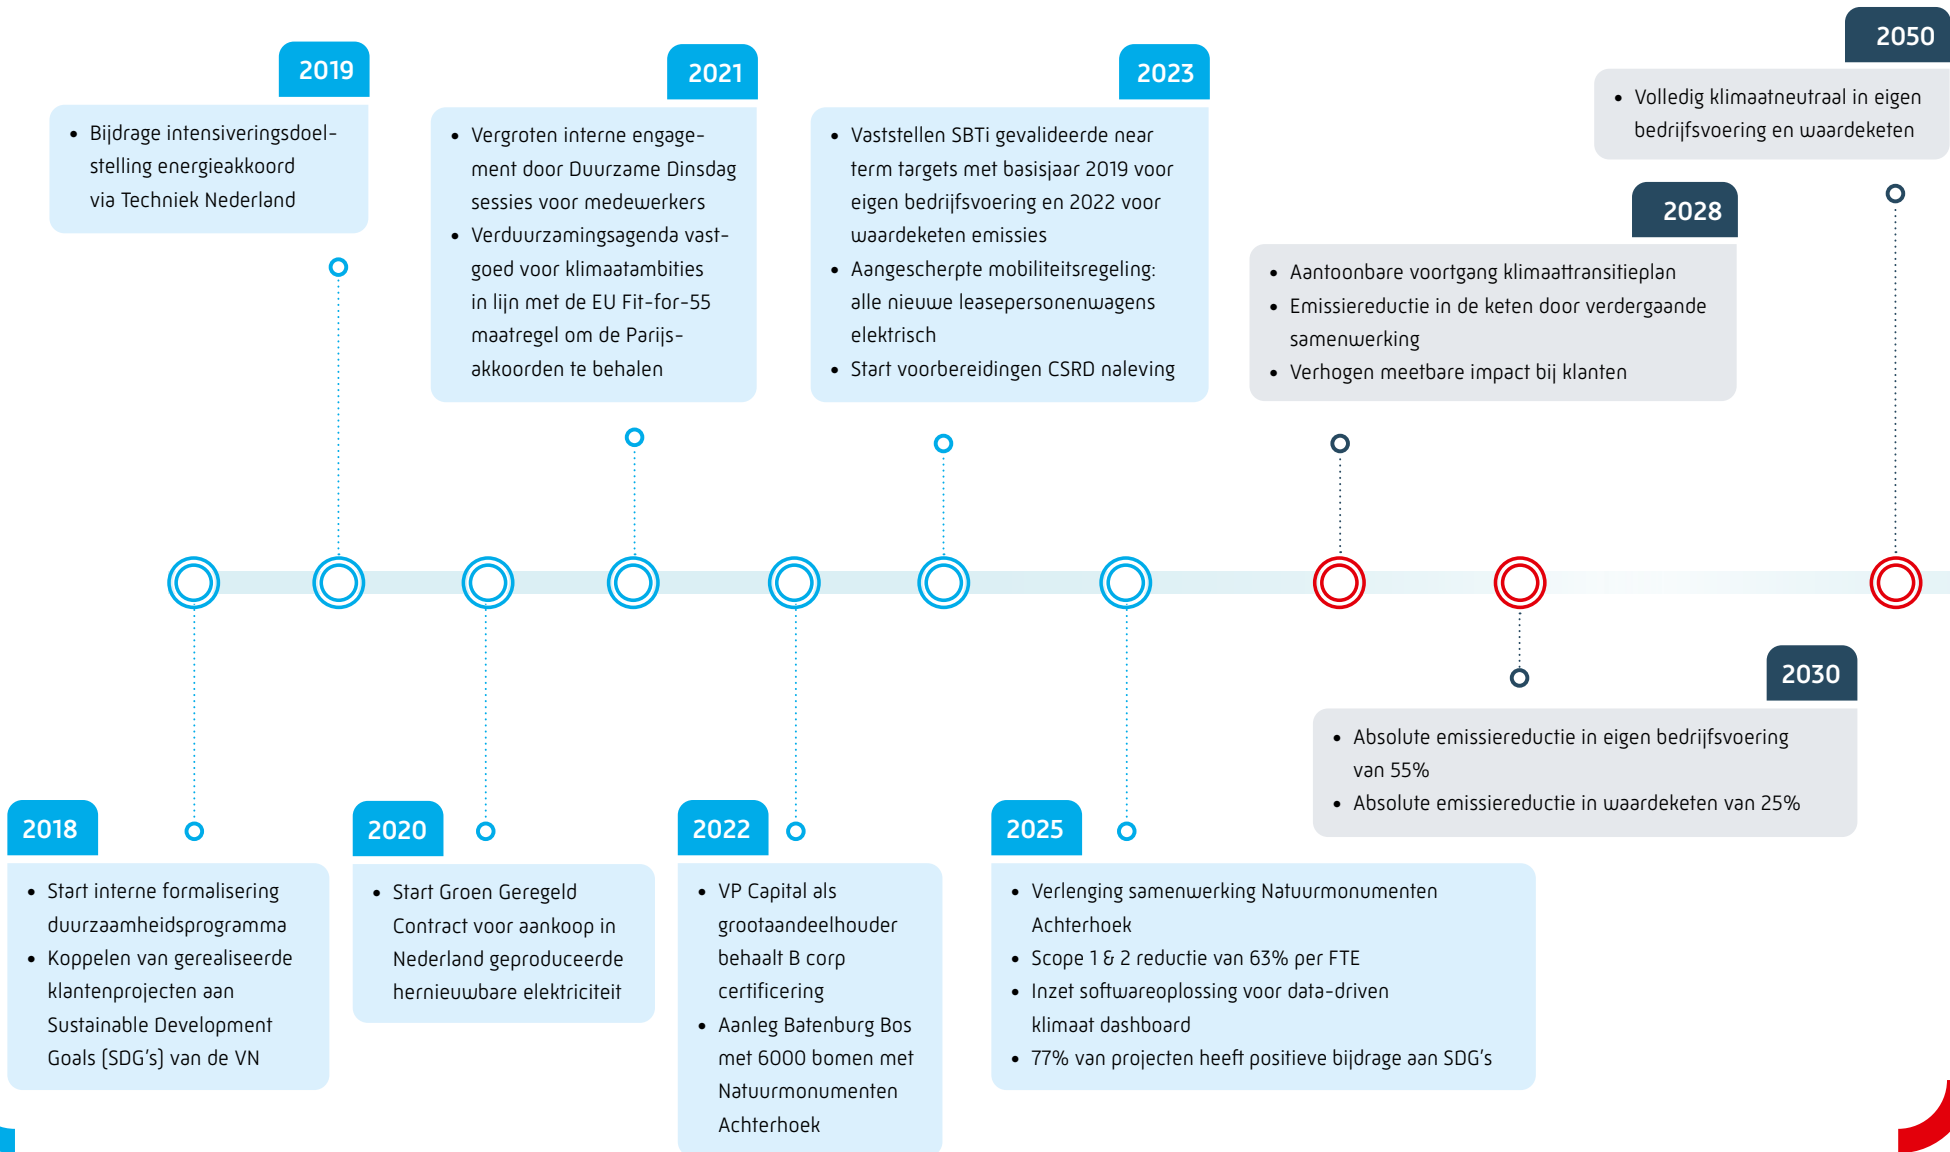 2019
• Bijdrage intensiveringsdoel-
stelling energieakkoord
via Techniek Nederland
2021
• Vergroten interne engage-
ment door Duurzame Dinsdag
sessies voor medewerkers
• Verduurzamingsagenda vast-
goed voor klimaatambities
in lijn met de EU Fit-for-55
maatregel om de Parijs-
akkoorden te behalen
2023
• Vaststellen SBTi gevalideerde near
term targets met basisjaar 2019 voor
eigen bedrijfsvoering en 2022 voor
waardeketen emissies
• Aangescherpte mobiliteitsregeling:
alle nieuwe leasepersonenwagens
elektrisch
• Start voorbereidingen CSRD naleving
2028
• Aantoonbare voortgang klimaattransitieplan
• Emissiereductie in de keten door verdergaande
samenwerking
• Verhogen meetbare impact bij klanten
2050
• Volledig klimaatneutraal in eigen
bedrijfsvoering en waardeketen
2018
• Start interne formalisering
duurzaamheidsprogramma
• Koppelen van gerealiseerde
klantenprojecten aan
Sustainable Development
Goals (SDG's) van de VN
2020
• Start Groen Geregeld
Contract voor aankoop in
Nederland geproduceerde
hernieuwbare elektriciteit
2022
• VP Capital als
grootaandeelhouder
behaalt B corp
certificering
• Aanleg Batenburg Bos
met 6000 bomen met
Natuurmonumenten
Achterhoek
2025
• Verlenging samenwerking Natuurmonumenten
Achterhoek
• Scope 1 & 2 reductie van 63% per FTE
• Inzet softwareoplossing voor data-driven
klimaat dashboard
• 77% van projecten heeft positieve bijdrage aan SDG's
2030
• Absolute emissiereductie in eigen bedrijfsvoering
van 55%
• Absolute emissiereductie in waardeketen van 25%